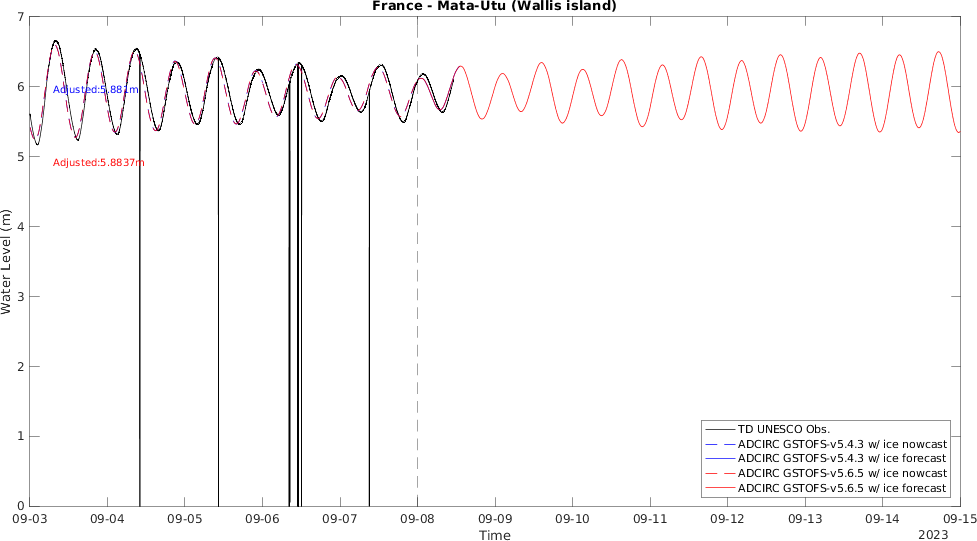 France - Mata-Utu (Wallis island)
7
6
5
4
3
2
1
0
Water Level (m)
Adjusted:5.881m
Adjusted:5.8837m
TD UNESCO Obs.
ADCIRC GSTOFS-v5.4.3 w/ ice nowcast
ADCIRC GSTOFS-v5.4.3 w/ ice forecast
ADCIRC GSTOFS-v5.6.5 w/ ice nowcast
ADCIRC GSTOFS-v5.6.5 w/ ice forecast
09-03 09-04 09-05 09-06 09-07 09-08 09-09 09-10 09-11 09-12 09-13 09-14 09-15
Time
2023